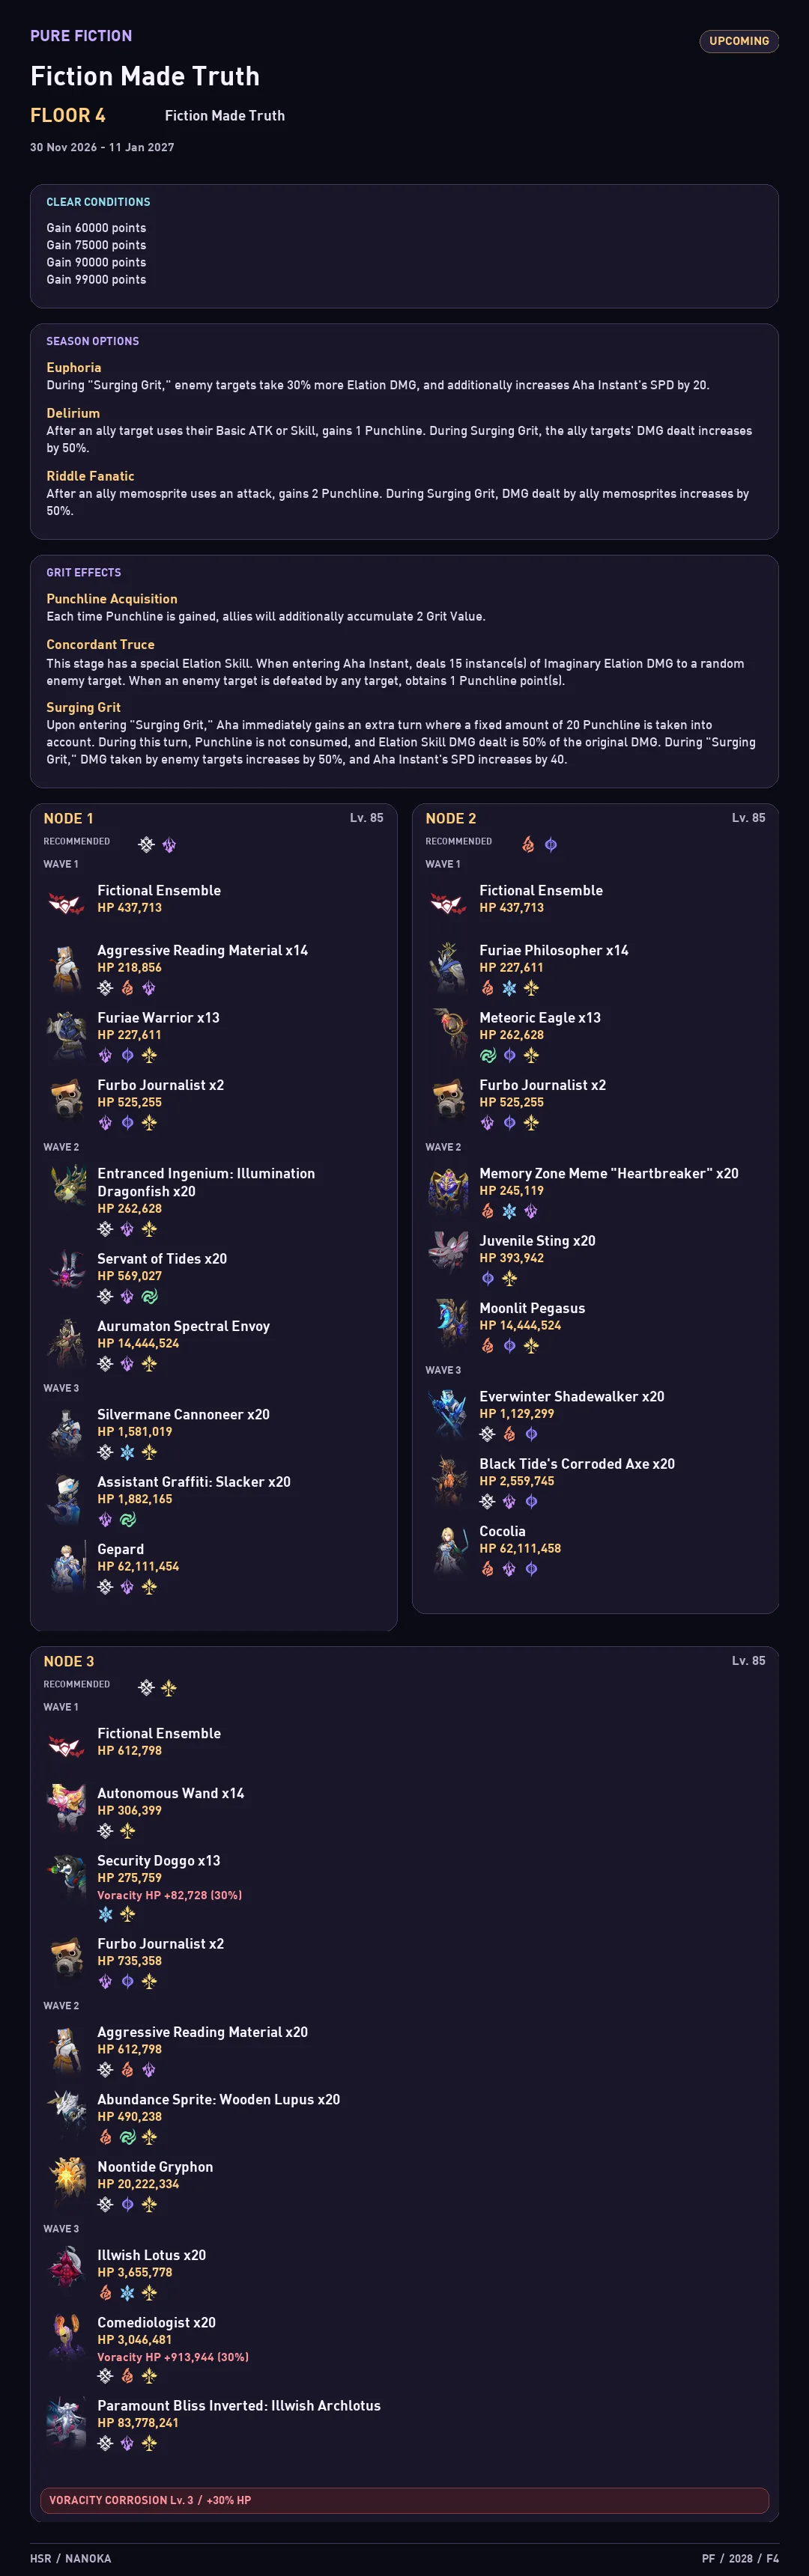 PURE FICTION
UPCOMING
Fiction Made Truth
FLOOR 4
Fiction Made Truth
30 Nov 2026 - 11 Jan 2027
CLEAR CONDITIONS
Gain 60000 points
Gain 75000 points
Gain 90000 points
Gain 99000 points
SEASON OPTIONS
Euphoria
During "Surging Grit," enemy targets take 30% more Elation DMG, and additionally increases Aha Instant's SPD by 20.
Delirium
After an ally target uses their Basic ATK or Skill, gains 1 Punchline. During Surging Grit, the ally targets' DMG dealt increases
by 50%.
Riddle Fanatic
After an ally memosprite uses an attack, gains 2 Punchline. During Surging Grit, DMG dealt by ally memosprites increases by
50%.
GRIT EFFECTS
Punchline Acquisition
Each time Punchline is gained, allies will additionally accumulate 2 Grit Value.
Concordant Truce
This stage has a special Elation Skill. When entering Aha Instant, deals 15 instance(s) of Imaginary Elation DMG to a random
enemy target. When an enemy target is defeated by any target, obtains 1 Punchline point(s).
Surging Grit
Upon entering "Surging Grit," Aha immediately gains an extra turn where a fixed amount of 20 Punchline is taken into
account. During this turn, Punchline is not consumed, and Elation Skill DMG dealt is 50% of the original DMG. During "Surging
Grit," DMG taken by enemy targets increases by 50%, and Aha Instant's SPD increases by 40.
NODE 1
Lv. 85
RECOMMENDED
WAVE 1
Fictional Ensemble
HP 437,713
Aggressive Reading Material x14
HP 218,856
Furiae Warrior x13
HP 227,611
Furbo Journalist x2
HP 525,255
WAVE 2
Entranced Ingenium: Illumination
Dragonfish x20
HP 262,628
Servant of Tides x20
HP 569,027
Aurumaton Spectral Envoy
HP 14,444,524
WAVE 3
Silvermane Cannoneer x20
HP 1,581,019
Assistant Graffiti: Slacker x20
HP 1,882,165
Gepard
HP 62,111,454
NODE 2
Lv. 85
RECOMMENDED
WAVE 1
Fictional Ensemble
HP 437,713
Furiae Philosopher x14
HP 227,611
Meteoric Eagle x13
HP 262,628
Furbo Journalist x2
HP 525,255
WAVE 2
Memory Zone Meme "Heartbreaker" x20
HP 245,119
Juvenile Sting x20
HP 393,942
Moonlit Pegasus
HP 14,444,524
WAVE 3
Everwinter Shadewalker x20
HP 1,129,299
Black Tide's Corroded Axe x20
HP 2,559,745
Cocolia
HP 62,111,458
NODE 3
Lv. 85
RECOMMENDED
WAVE 1
Fictional Ensemble
HP 612,798
Autonomous Wand x14
HP 306,399
Security Doggo x13
HP 275,759
Voracity HP +82,728 (30%)
Furbo Journalist x2
HP 735,358
WAVE 2
Aggressive Reading Material x20
HP 612,798
Abundance Sprite: Wooden Lupus x20
HP 490,238
Noontide Gryphon
HP 20,222,334
WAVE 3
Illwish Lotus x20
HP 3,655,778
Comediologist x20
HP 3,046,481
Voracity HP +913,944 (30%)
Paramount Bliss Inverted: Illwish Archlotus
HP 83,778,241
VORACITY CORROSION Lv. 3 / +30% HP
HSR / NANOKA
PF / 2028 / F4